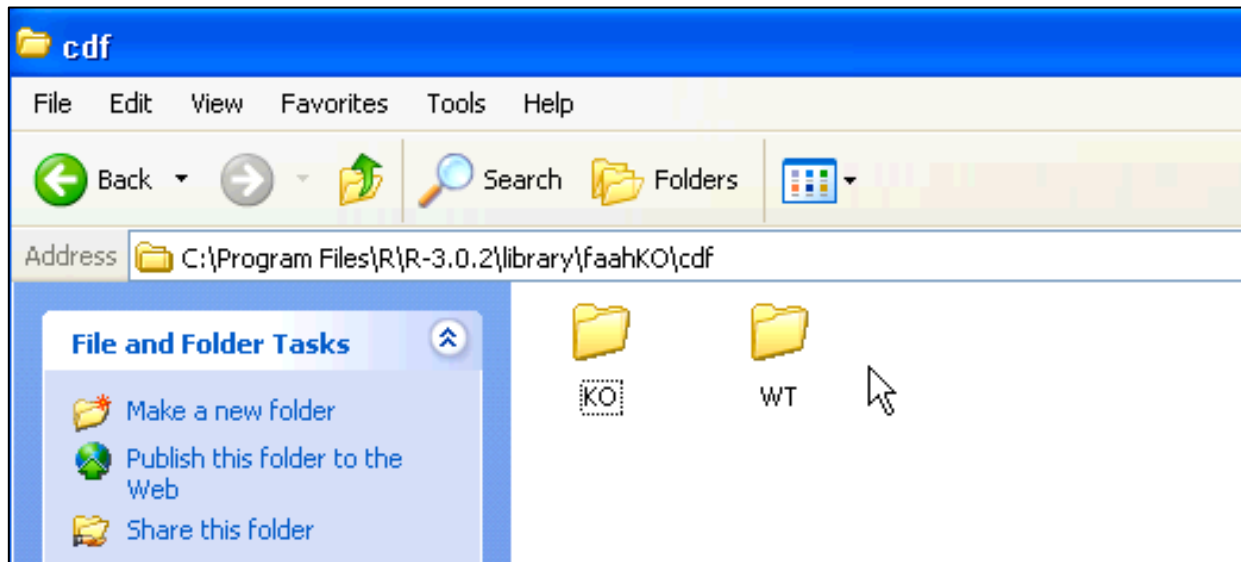 cdf
File Edit View Favorites Tools Help
Back Search Folders
Address C:\Program Files\R\R-3.0.2\library\faahKO\cdf
File and Folder Tasks
Make a new folder
Publish this folder to the
Web
Share this folder
KO WT